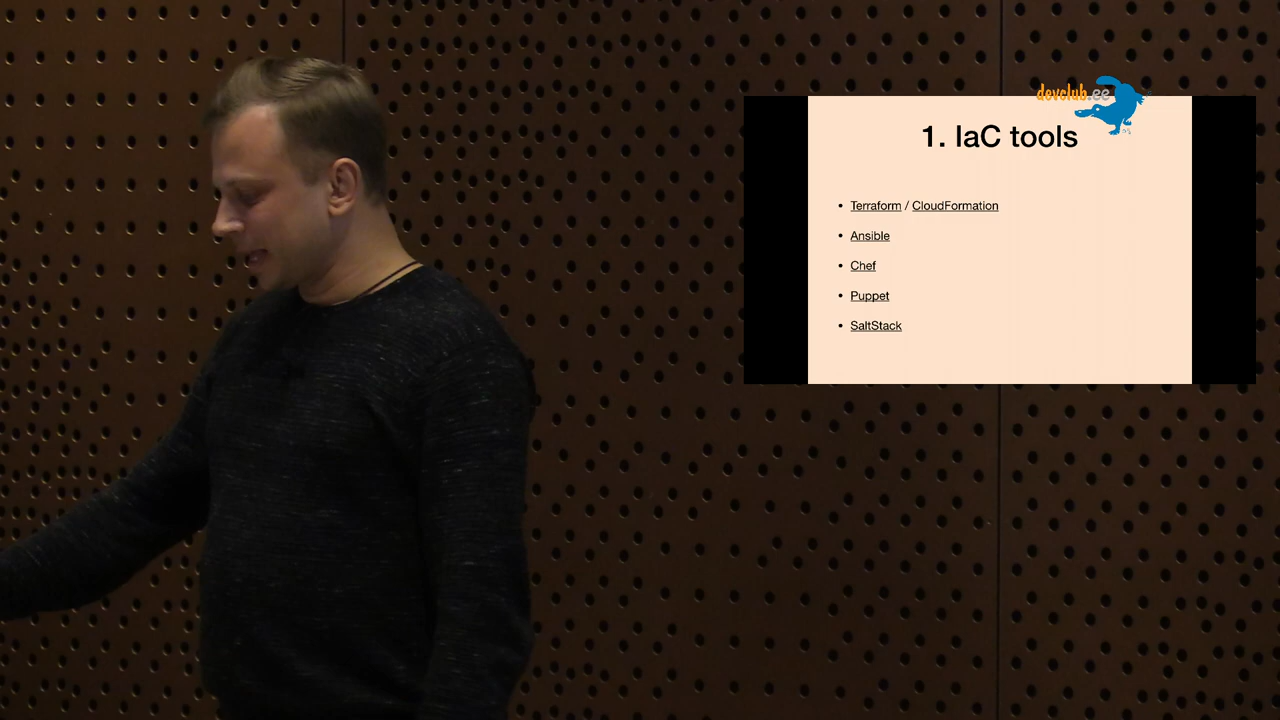 devclub.ee
1. IaC tools
• Terraform / CloudFormation
• Ansible
• Chef
• Puppet
• SaltStack